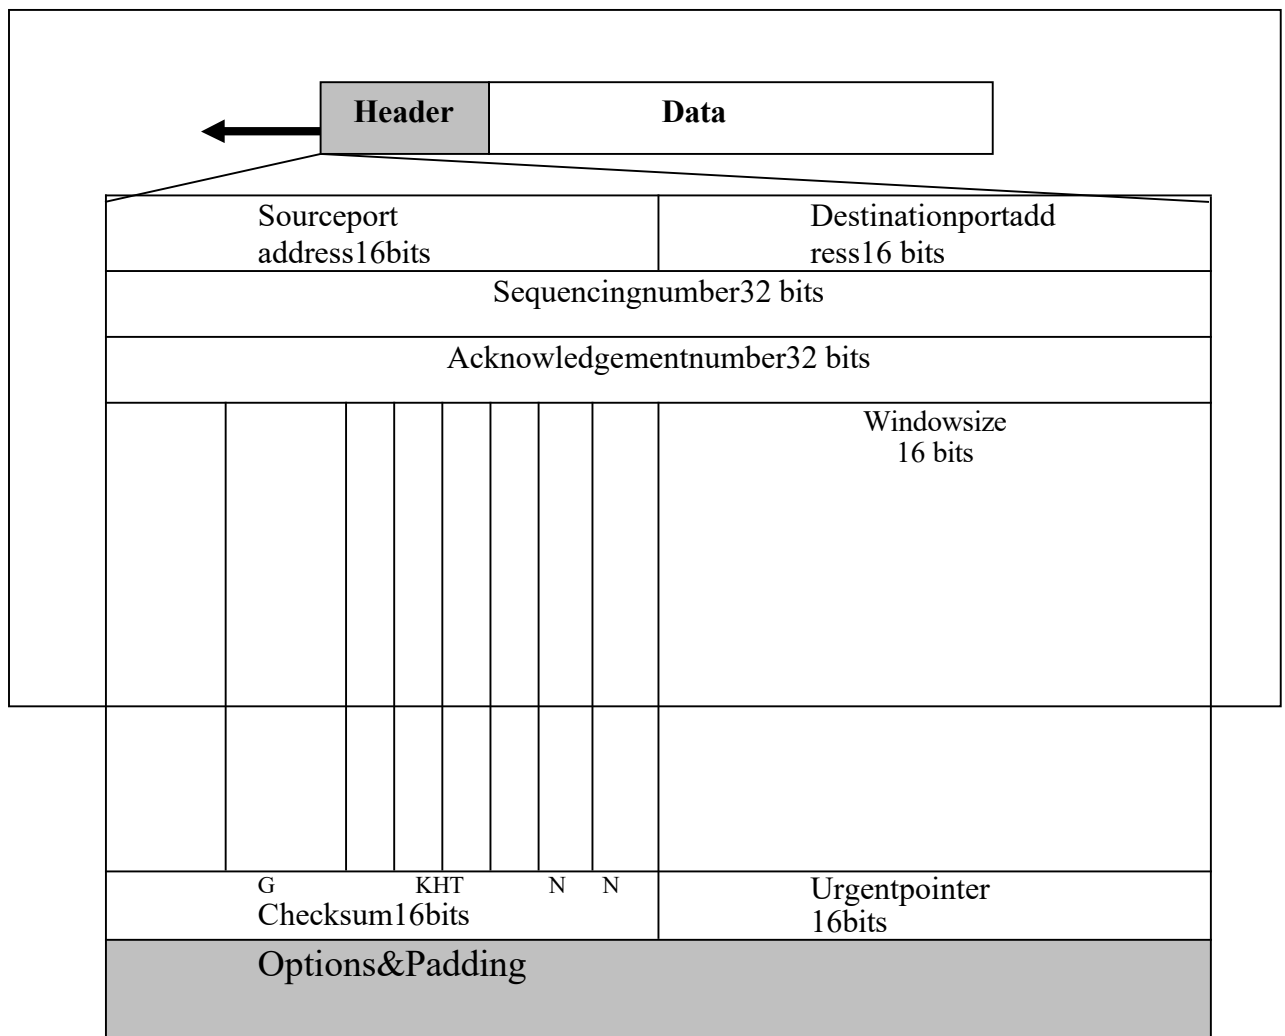 Header
Data
Sourceport
address16bits
Destinationportadd
ress16 bits
Sequencingnumber32 bits
Acknowledgementnumber32 bits
Windowsize
16 bits
G KHT N N
Checksum16bits
Urgentpointer
16bits
Options&Padding